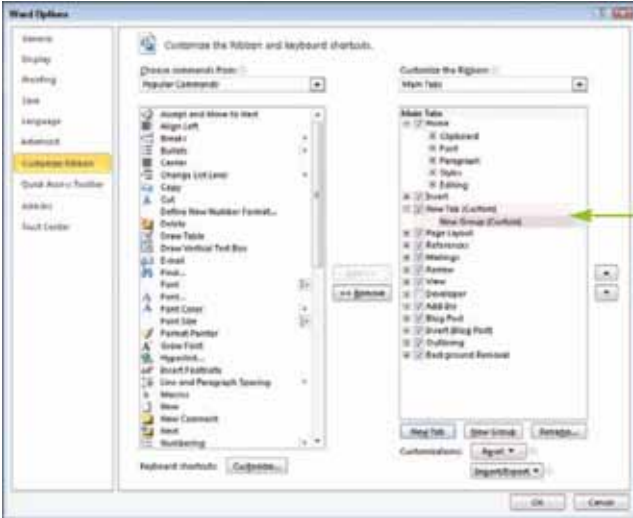 Word Options
General
Display
Proofing
Save
Language
Advanced
Customize Ribbon
Quick Access Toolbar
Add-Ins
Trust Center
Customize the Ribbon and keyboard shortcuts.
Choose commands from:
Popular Commands
Accept and Move to Next
Align Left
Breaks
Bullets
Center
Change List Level
Copy
Cut
Define New Number Format...
Delete
Draw Table
Draw Vertical Text Box
E-mail
Find...
Font
Font...
Font Color
Font Size
Format Painter
Grow Font
Hyperlink...
Insert Footnote
Line and Paragraph Spacing
Macros
New
New Comment
Next
Numbering
Keyboard shortcuts: Customize...
Add >>
<< Remove
Customize the Ribbon:
Main Tabs
Main Tabs
Home
Clipboard
Font
Paragraph
Styles
Editing
Insert
New Tab (Custom)
New Group (Custom)
Page Layout
References
Mailings
Review
View
Developer
Add-Ins
Blog Post
Insert (Blog Post)
Outlining
Background Removal
New Tab New Group Rename...
Customizations: Reset
Import/Export
OK Cancel